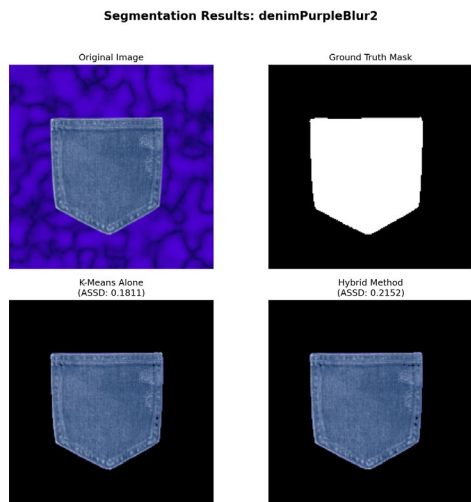 Segmentation Results: denimPurpleBlur2
Original Image
Ground Truth Mask
K-Means Alone
(ASSD: 0.1811)
Hybrid Method
(ASSD: 0.2152)